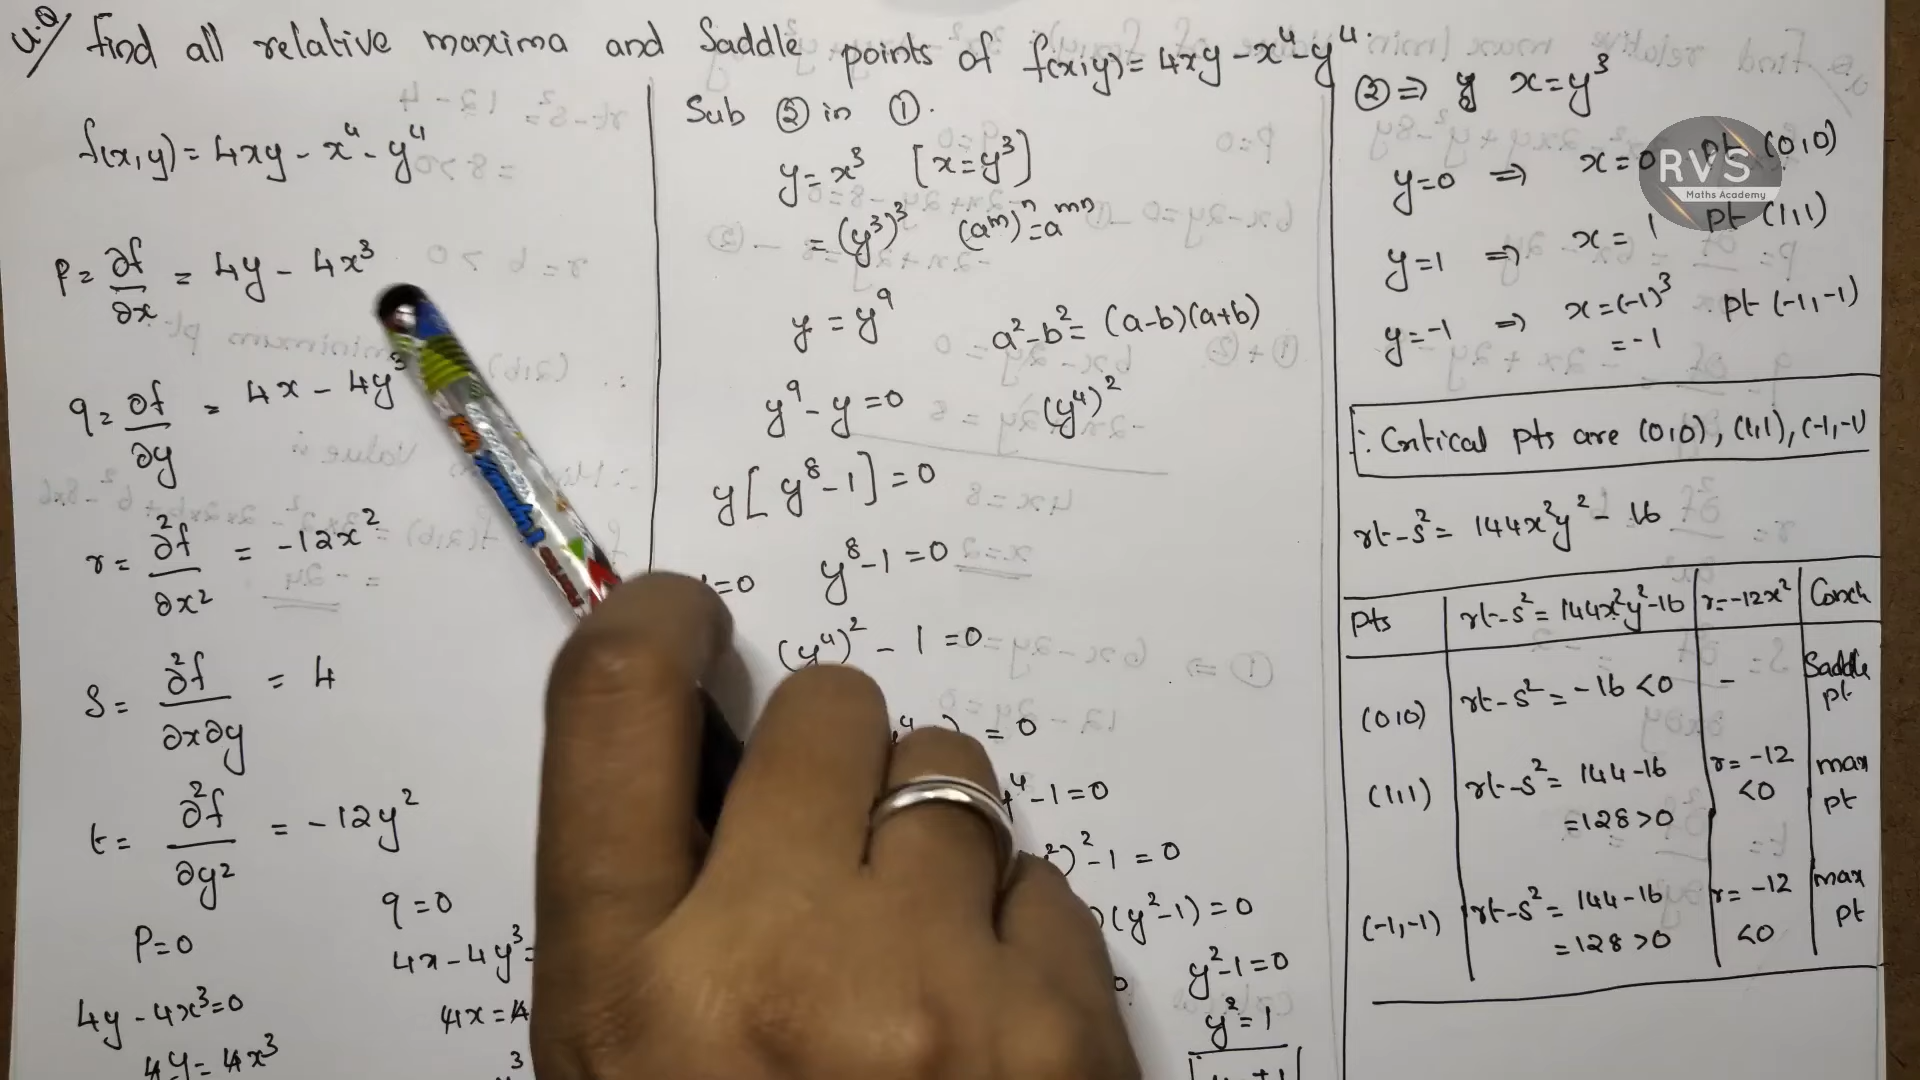 U.Q
Find all relative maxima and Saddle points of f(x,y)=4xy-x⁴-y⁴.
f(x,y)=4xy-x⁴-y⁴
P= ∂f/∂x = 4y-4x³
q= ∂f/∂y = 4x-4y³
r= ∂²f/∂x² = -12x²
S= ∂²f/∂x∂y = 4
t= ∂²f/∂y² = -12y²
P=0
4y-4x³=0
4y=4x³
q=0
4x-4y³=
4x=4
3
Sub ② in ①.
y=x³ [x=y³]
=(y³)³ (aᵐ)ⁿ=aᵐⁿ
y=y⁹
a²-b²=(a-b)(a+b)
y⁹-y=0 (y⁴)²
y[y⁸-1]=0
=0 y⁸-1=0
(y⁴)²-1=0
=0
⁴-1=0
²)²-1=0
(y²-1)=0
y²-1=0
y²=1
②⇒ x=y³
y=0 ⇒ x=0 pt (0,0)
y=1 ⇒ x=1 pt (1,1)
y=-1 ⇒ x=(-1)³ pt (-1,-1)
=-1
∴ Critical pts are (0,0), (1,1), (-1,-1)
rt-s²= 144x²y²-16
Pts rt-s²=144x²y²-16 r=-12x² Conch
(0,0) rt-s²=-16<0 - Saddle pt
(1,1) rt-s²= 144-16 r=-12 max
=128>0 <0 pt
(-1,-1) rt-s²= 144-16 r=-12 max
=128>0 <0 pt
RVS
Maths Academy